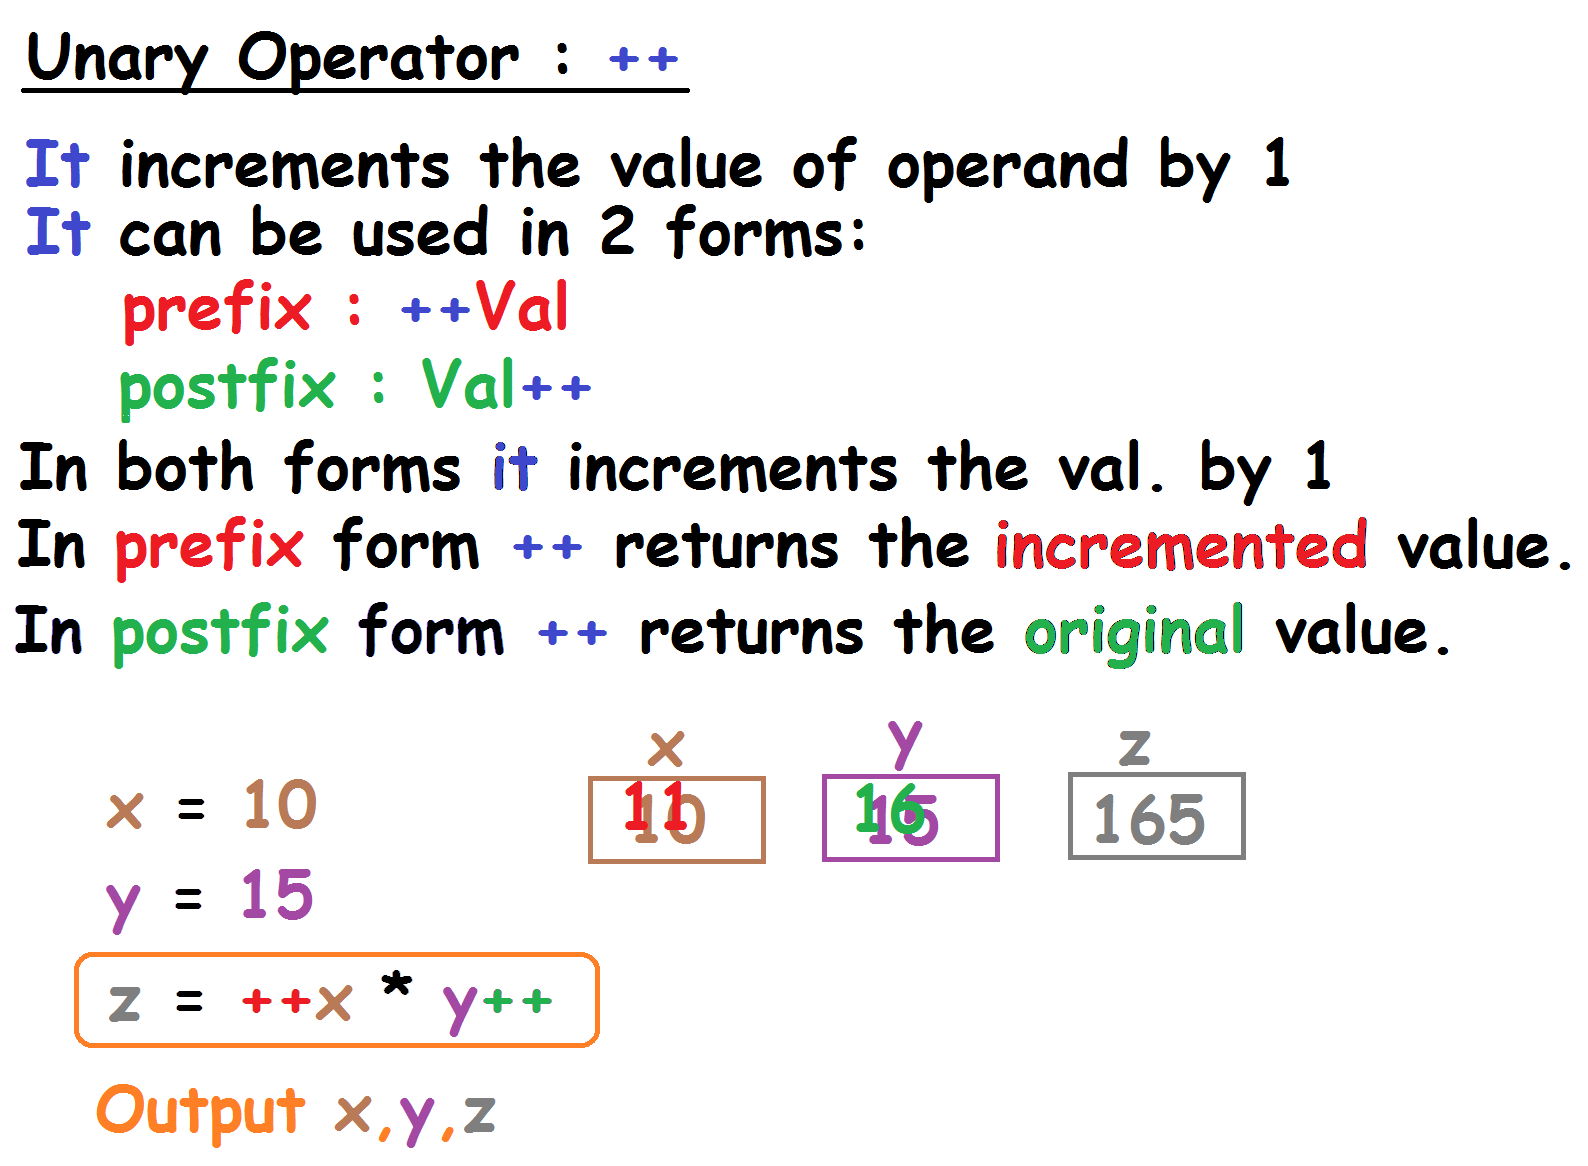 Unary Operator : ++
It increments the value of operand by 1
It can be used in 2 forms:
prefix : ++Val
postfix : Val++
In both forms it increments the val. by 1
In prefix form ++ returns the incremented value.
In postfix form ++ returns the original value.
x y z
x = 10
10 11 15 16 165
y = 15
z = ++x * y++
Output x,y,z